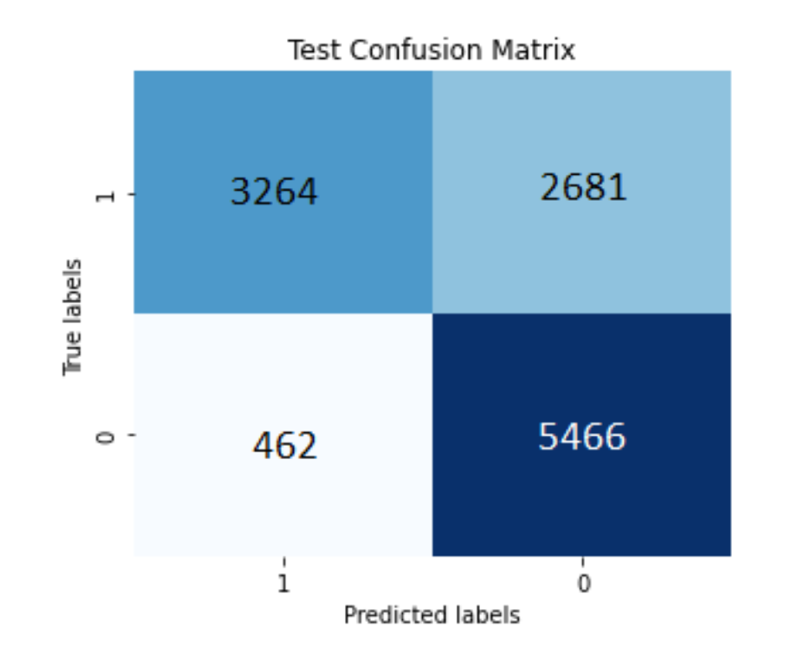 Test Confusion Matrix
1
3264
2681
True labels
0
462
5466
1
0
Predicted labels